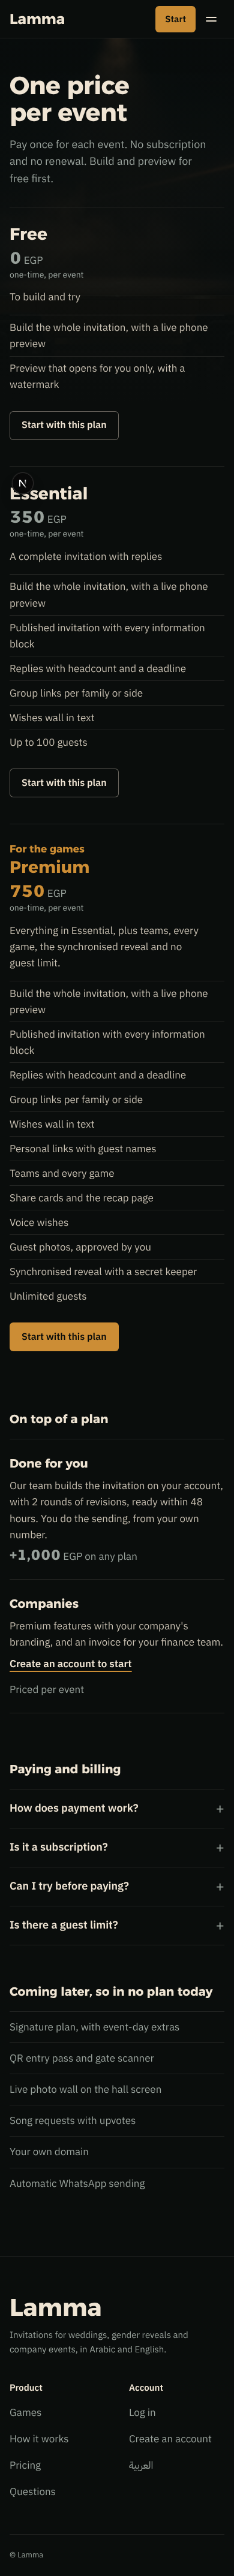 Lamma
Start
One price
per event
Pay once for each event. No subscription
and no renewal. Build and preview for
free first.
Free
0 EGP
one-time, per event
To build and try
Build the whole invitation, with a live phone
preview
Preview that opens for you only, with a
watermark
Start with this plan
N
Essential
350 EGP
one-time, per event
A complete invitation with replies
Build the whole invitation, with a live phone
preview
Published invitation with every information
block
Replies with headcount and a deadline
Group links per family or side
Wishes wall in text
Up to 100 guests
Start with this plan
For the games
Premium
750 EGP
one-time, per event
Everything in Essential, plus teams, every
game, the synchronised reveal and no
guest limit.
Build the whole invitation, with a live phone
preview
Published invitation with every information
block
Replies with headcount and a deadline
Group links per family or side
Wishes wall in text
Personal links with guest names
Teams and every game
Share cards and the recap page
Voice wishes
Guest photos, approved by you
Synchronised reveal with a secret keeper
Unlimited guests
Start with this plan
On top of a plan
Done for you
Our team builds the invitation on your account,
with 2 rounds of revisions, ready within 48
hours. You do the sending, from your own
number.
+1,000 EGP on any plan
Companies
Premium features with your company's
branding, and an invoice for your finance team.
Create an account to start
Priced per event
Paying and billing
How does payment work? +
Is it a subscription? +
Can I try before paying? +
Is there a guest limit? +
Coming later, so in no plan today
Signature plan, with event-day extras
QR entry pass and gate scanner
Live photo wall on the hall screen
Song requests with upvotes
Your own domain
Automatic WhatsApp sending
Lamma
Invitations for weddings, gender reveals and
company events, in Arabic and English.
Product
Games
How it works
Pricing
Questions
Account
Log in
Create an account
العربية
© Lamma